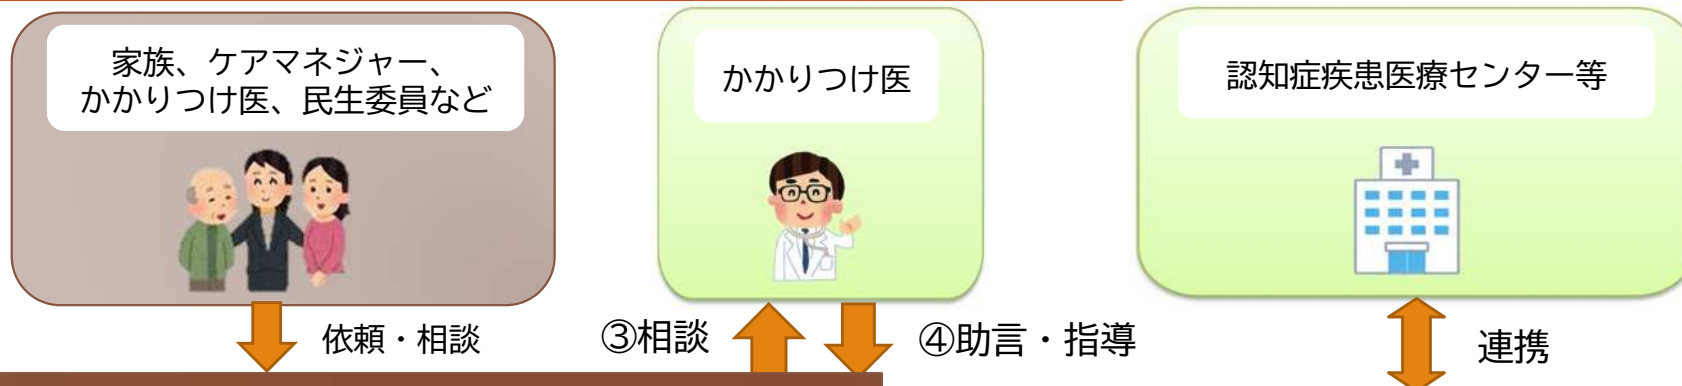 家族、ケアマネジャー、
かかりつけ医、民生委員など
かかりつけ医
認知症疾患医療センター等
依頼・相談
③相談
④助言・指導
連携